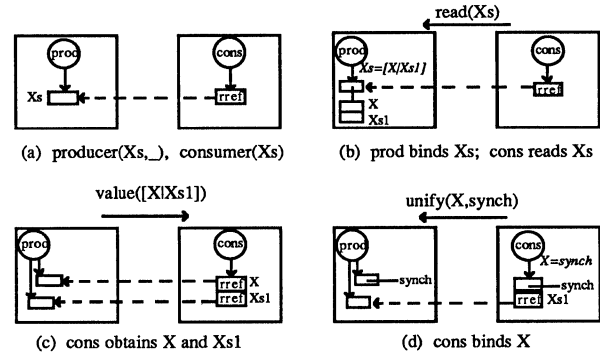 read(Xs)
prod
cons
Xs
rref
prod
Xs=[X/Xs1]
cons
rref
X
Xs1
(a) producer(Xs,_), consumer(Xs)
(b) prod binds Xs; cons reads Xs
value([X|Xs1])
unify(X,synch)
prod
cons
rref X
rref Xs1
prod
synch
cons
X=synch
synch
rref Xs1
(c) cons obtains X and Xs1
(d) cons binds X